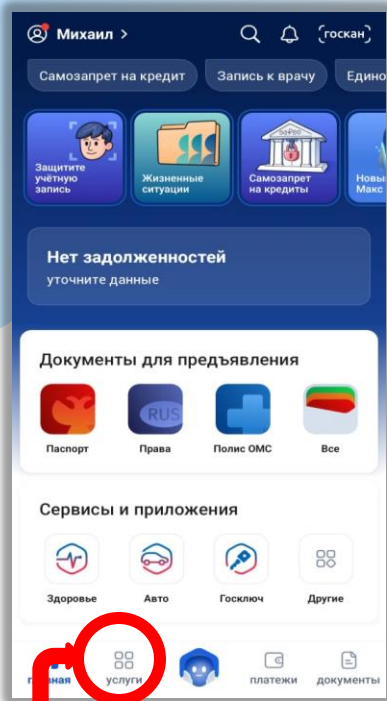 Михаил >
госкан
Самозапрет на кредит
Запись к врачу
Едино
Защитите
учётную
запись
Жизненные
ситуации
Самозапрет
на кредиты
Новы
Макс
Нет задолженностей
уточните данные
Документы для предъявления
RUS
Паспорт
Права
Полис ОМС
Все
Сервисы и приложения
Здоровье
Авто
Госключ
Другие
услуги
платежи
документы